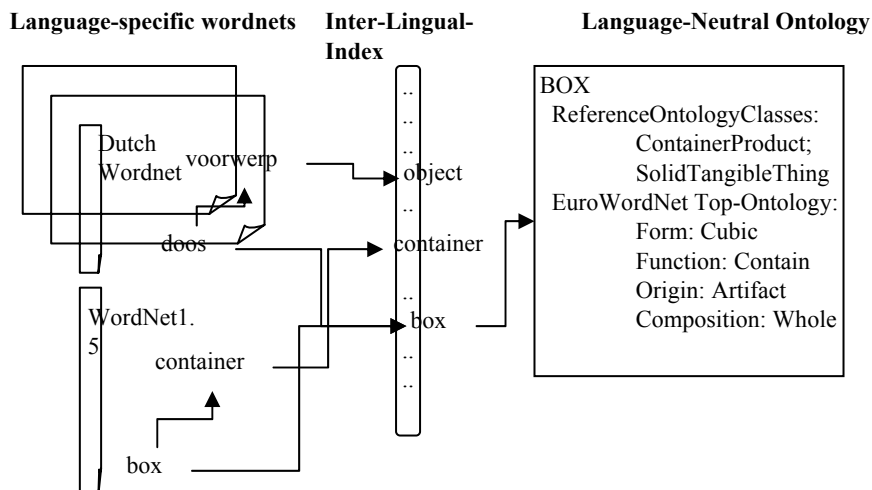 Language-specific wordnets
Inter-Lingual-
Index
Language-Neutral Ontology
Dutch
Wordnet
voorwerp
doos
WordNet1.
5
container
box
..
..
..
object
..
container
..
box
..
..
BOX
ReferenceOntologyClasses:
ContainerProduct;
SolidTangibleThing
EuroWordNet Top-Ontology:
Form: Cubic
Function: Contain
Origin: Artifact
Composition: Whole